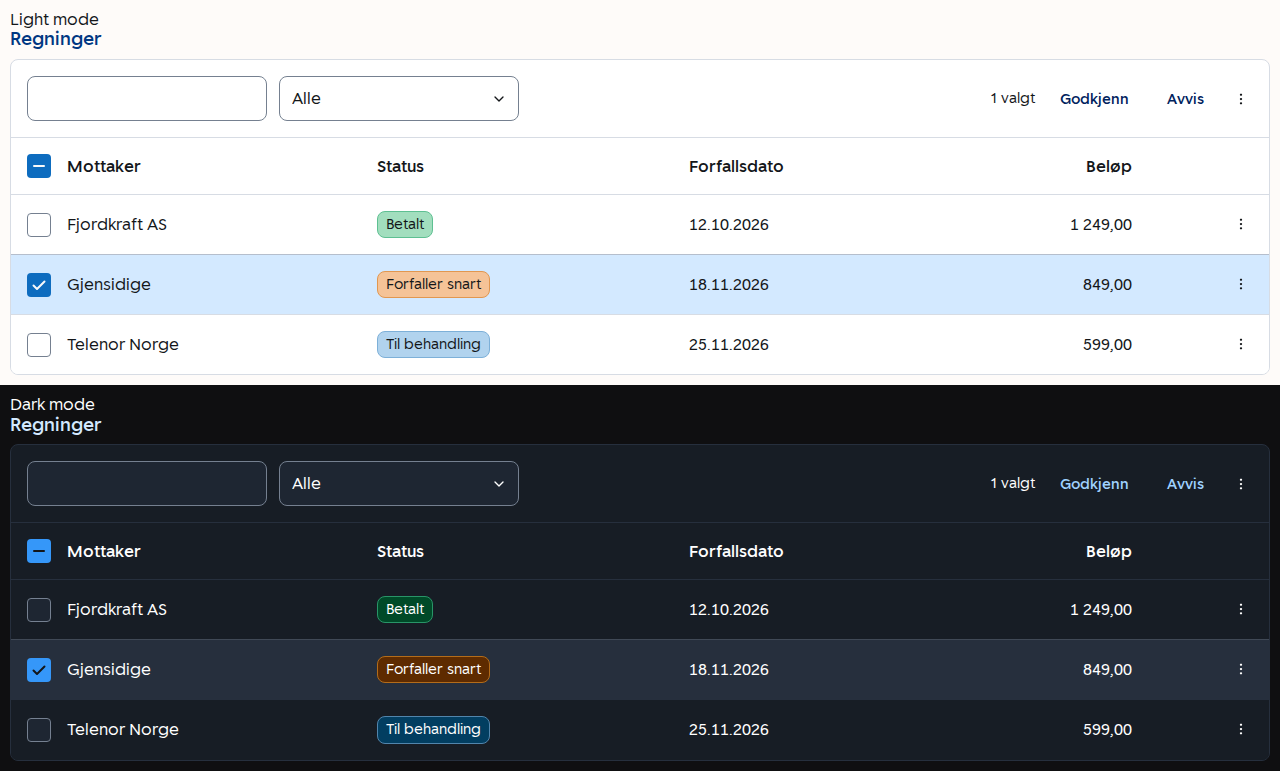 Light mode
Regninger
Alle 1 valgt Godkjenn Avvis
Mottaker Status Forfallsdato Beløp
Fjordkraft AS Betalt 12.10.2026 1 249,00
Gjensidige Forfaller snart 18.11.2026 849,00
Telenor Norge Til behandling 25.11.2026 599,00
Dark mode
Regninger
Alle 1 valgt Godkjenn Avvis
Mottaker Status Forfallsdato Beløp
Fjordkraft AS Betalt 12.10.2026 1 249,00
Gjensidige Forfaller snart 18.11.2026 849,00
Telenor Norge Til behandling 25.11.2026 599,00